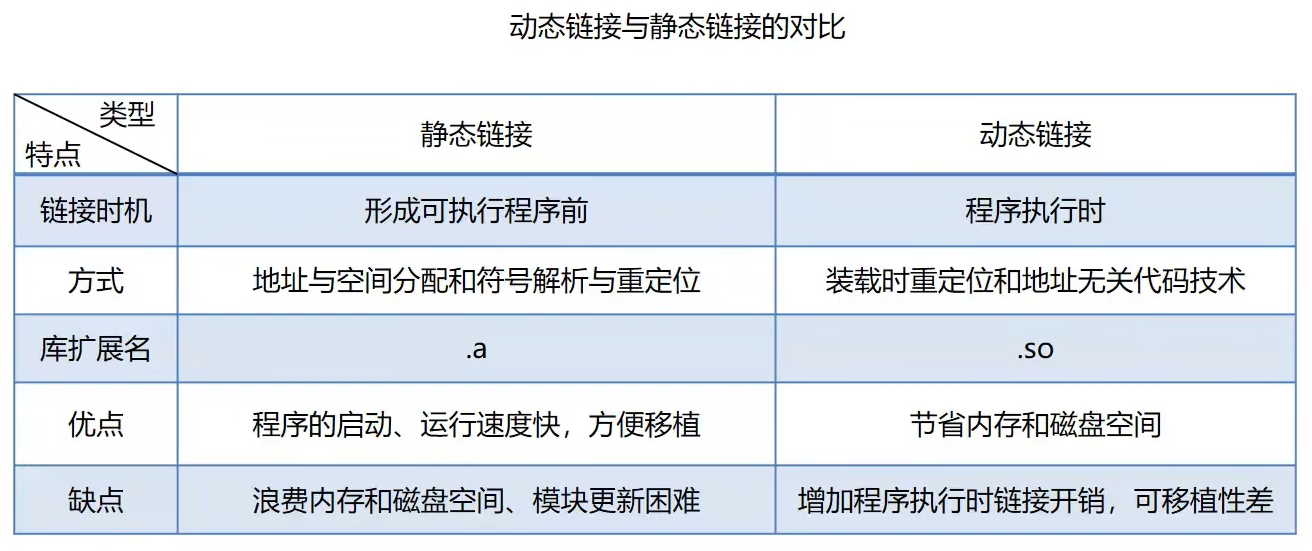 动态链接与静态链接的对比
类型
特点
静态链接
动态链接
链接时机
形成可执行程序前
程序执行时
方式
地址与空间分配和符号解析与重定位
装载时重定位和地址无关代码技术
库扩展名
.a
.so
优点
程序的启动、运行速度快，方便移植
节省内存和磁盘空间
缺点
浪费内存和磁盘空间、模块更新困难
增加程序执行时链接开销，可移植性差